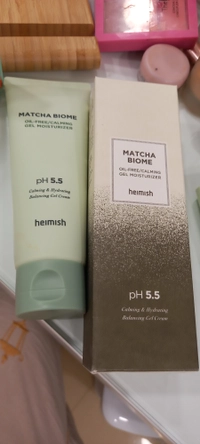 MATCHA BIOME
OIL-FREE/CALMING
GEL MOISTURIZER
pH 5.5
Calming & Hydrating
Balancing Gel Cream
heimish
MATCHA
BIOME
OIL-FREE/CALMING
GEL MOISTURIZER
heimish
pH 5.5
Calming & Hydrating
Balancing Gel Cream